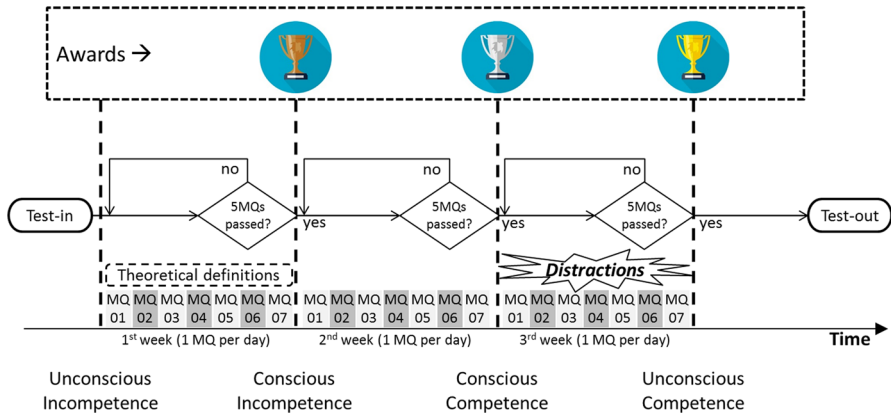 Awards →
no
no
no
Test-in
5MQs
passed?
yes
5MQs
passed?
yes
5MQs
passed?
yes
Test-out
Theoretical definitions
Distractions
MQ MQ MQ MQ MQ MQ MQ
01 02 03 04 05 06 07
MQ MQ MQ MQ MQ MQ MQ
01 02 03 04 05 06 07
MQ MQ MQ MQ MQ MQ MQ
01 02 03 04 05 06 07
1st week (1 MQ per day)
2nd week (1 MQ per day)
3rd week (1 MQ per day)
Time
Unconscious
Incompetence
Conscious
Incompetence
Conscious
Competence
Unconscious
Competence